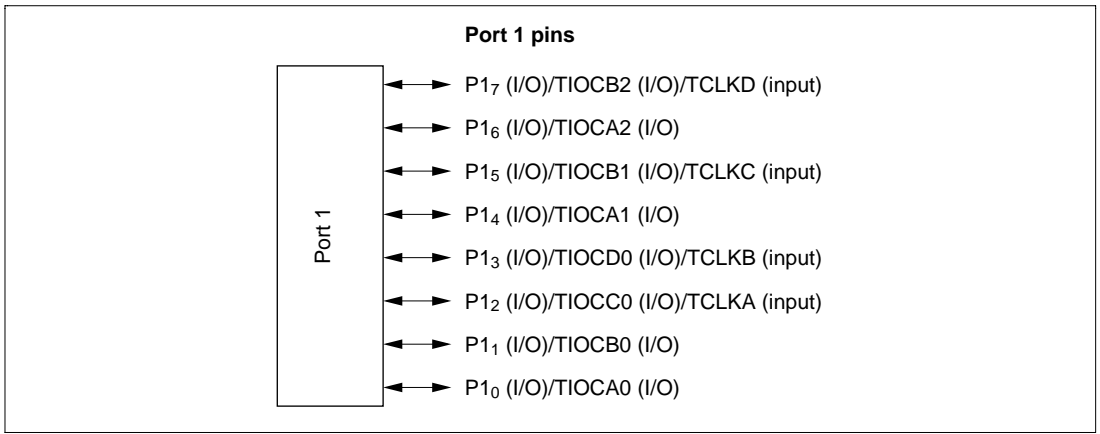 Port 1 pins
P1₇ (I/O)/TIOCB2 (I/O)/TCLKD (input)
P1₆ (I/O)/TIOCA2 (I/O)
P1₅ (I/O)/TIOCB1 (I/O)/TCLKC (input)
P1₄ (I/O)/TIOCA1 (I/O)
P1₃ (I/O)/TIOCD0 (I/O)/TCLKB (input)
P1₂ (I/O)/TIOCC0 (I/O)/TCLKA (input)
P1₁ (I/O)/TIOCB0 (I/O)
P1₀ (I/O)/TIOCA0 (I/O)
Port 1